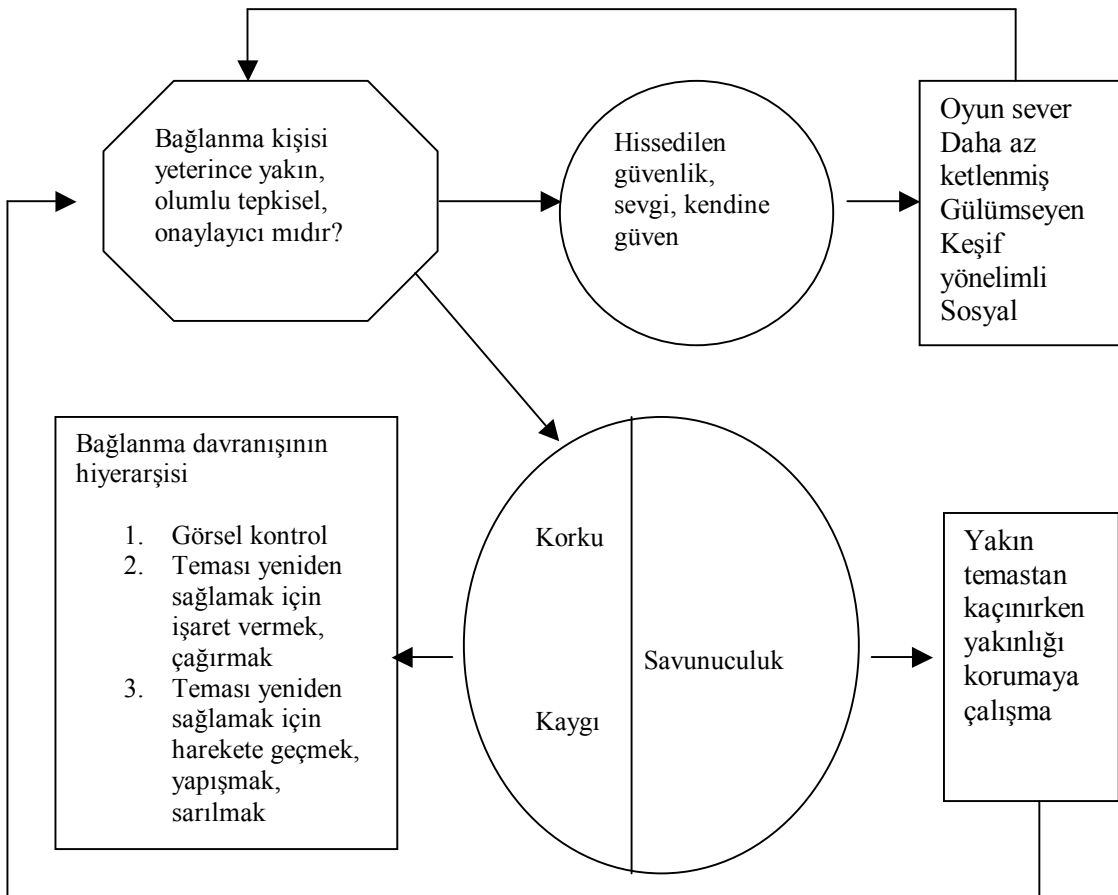 Bağlanma kişisi
yeterince yakın,
olumlu tepkisel,
onaylayıcı mıdır?
Hissedilen
güvenlik,
sevgi, kendine
güven
Oyun sever
Daha az
ketlenmiş
Gülümseyen
Keşif
yönelimli
Sosyal
Bağlanma davranışının
hiyerarşisi
1. Görsel kontrol
2. Teması yeniden
sağlamak için
işaret vermek,
çağırmak
3. Teması yeniden
sağlamak için
harekete geçmek,
yapışmak,
sarılmak
Korku
Kaygı
Savunuculuk
Yakın
temastan
kaçınırken
yakınlığı
korumaya
çalışma